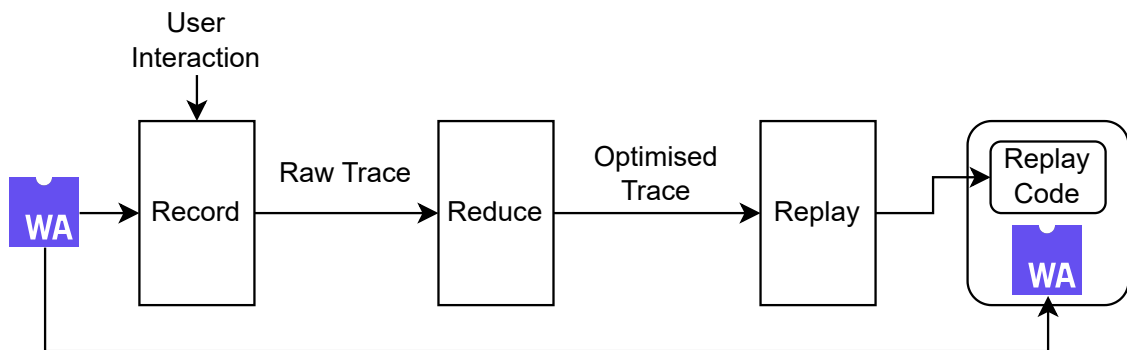 User
Interaction
WA
Record
Raw Trace
Reduce
Optimised
Trace
Replay
Replay
Code
WA